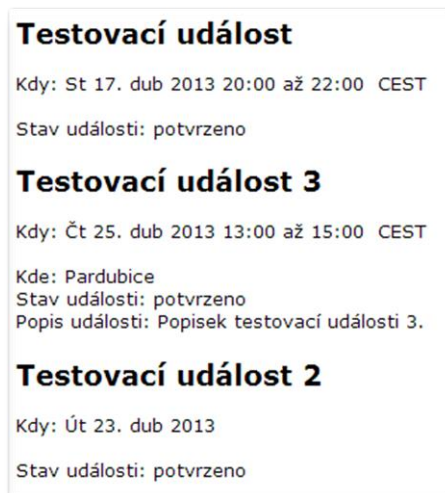 Testovací událost
Kdy: St 17. dub 2013 20:00 až 22:00 CEST
Stav události: potvrzeno
Testovací událost 3
Kdy: Čt 25. dub 2013 13:00 až 15:00 CEST
Kde: Pardubice
Stav události: potvrzeno
Popis události: Popisek testovací události 3.
Testovací událost 2
Kdy: Út 23. dub 2013
Stav události: potvrzeno